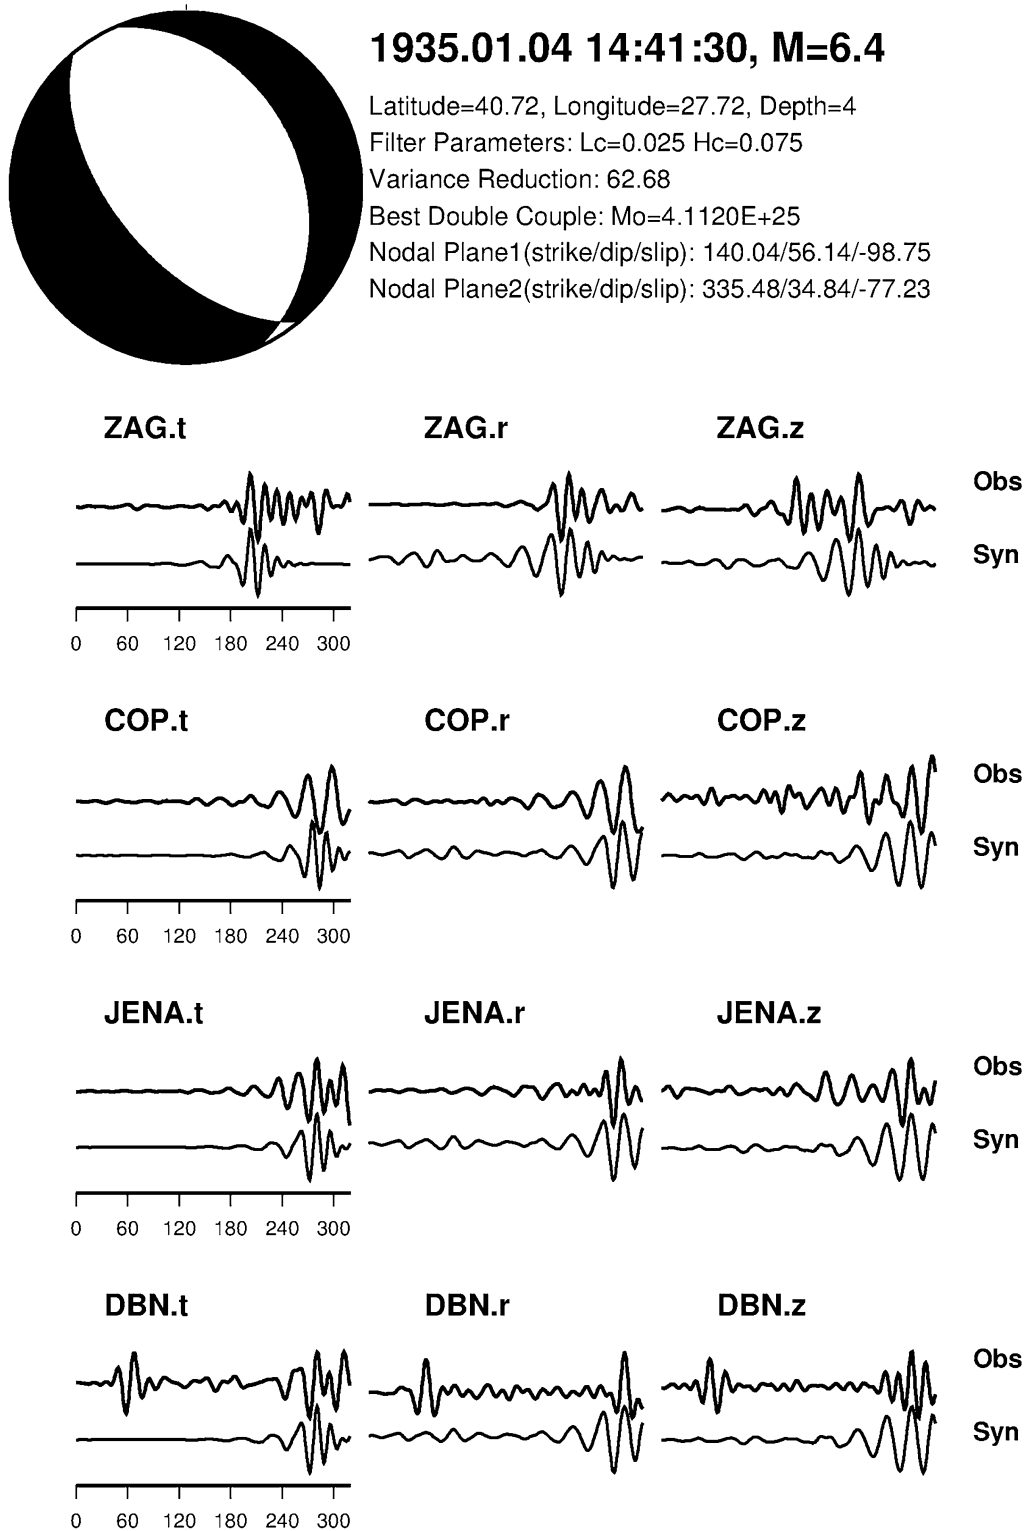 1935.01.04 14:41:30, M=6.4
Latitude=40.72, Longitude=27.72, Depth=4
Filter Parameters: Lc=0.025 Hc=0.075
Variance Reduction: 62.68
Best Double Couple: Mo=4.1120E+25
Nodal Plane1(strike/dip/slip): 140.04/56.14/-98.75
Nodal Plane2(strike/dip/slip): 335.48/34.84/-77.23
ZAG.t ZAG.r ZAG.z
Obs
Syn
0 60 120 180 240 300
COP.t COP.r COP.z
Obs
Syn
0 60 120 180 240 300
JENA.t JENA.r JENA.z
Obs
Syn
0 60 120 180 240 300
DBN.t DBN.r DBN.z
Obs
Syn
0 60 120 180 240 300